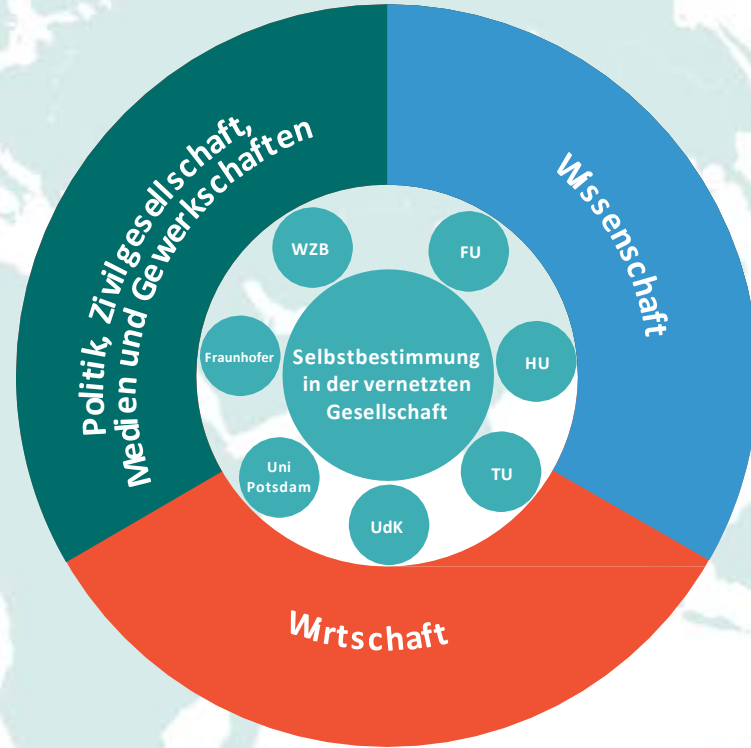 Politik, Zivilgesellschaft,
Medien und Gewerkschaften
Wissenschaft
WZB
FU
Fraunhofer
Selbstbestimmung
in der vernetzten
Gesellschaft
HU
Uni
Potsdam
TU
UdK
Wirtschaft